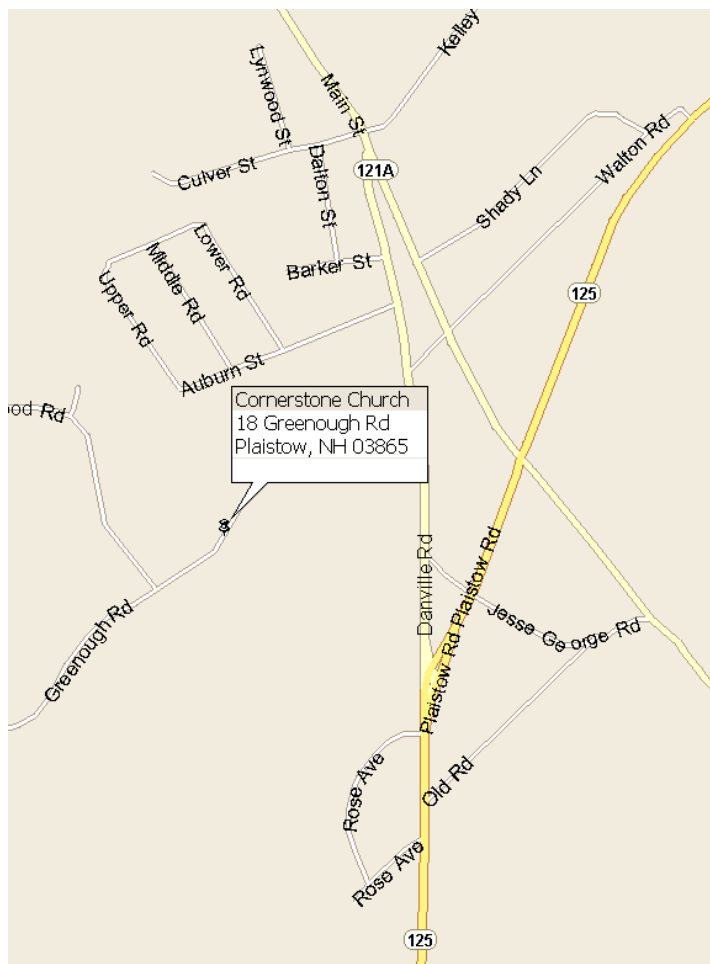 Kelley
Lynwood St
Main St
Culver St
Dalton St
121A
Walton Rd
Shady Ln
Lower Rd
Middle Rd
Barker St
Upper Rd
125
Auburn St
Cornerstone Church
18 Greenough Rd
Plaistow, NH 03865
ood Rd
Danville Rd
Plaistow Rd
Plaistow Rd
Jesse George Rd
Greenough Rd
Rose Ave
Old Rd
Rose Ave
125